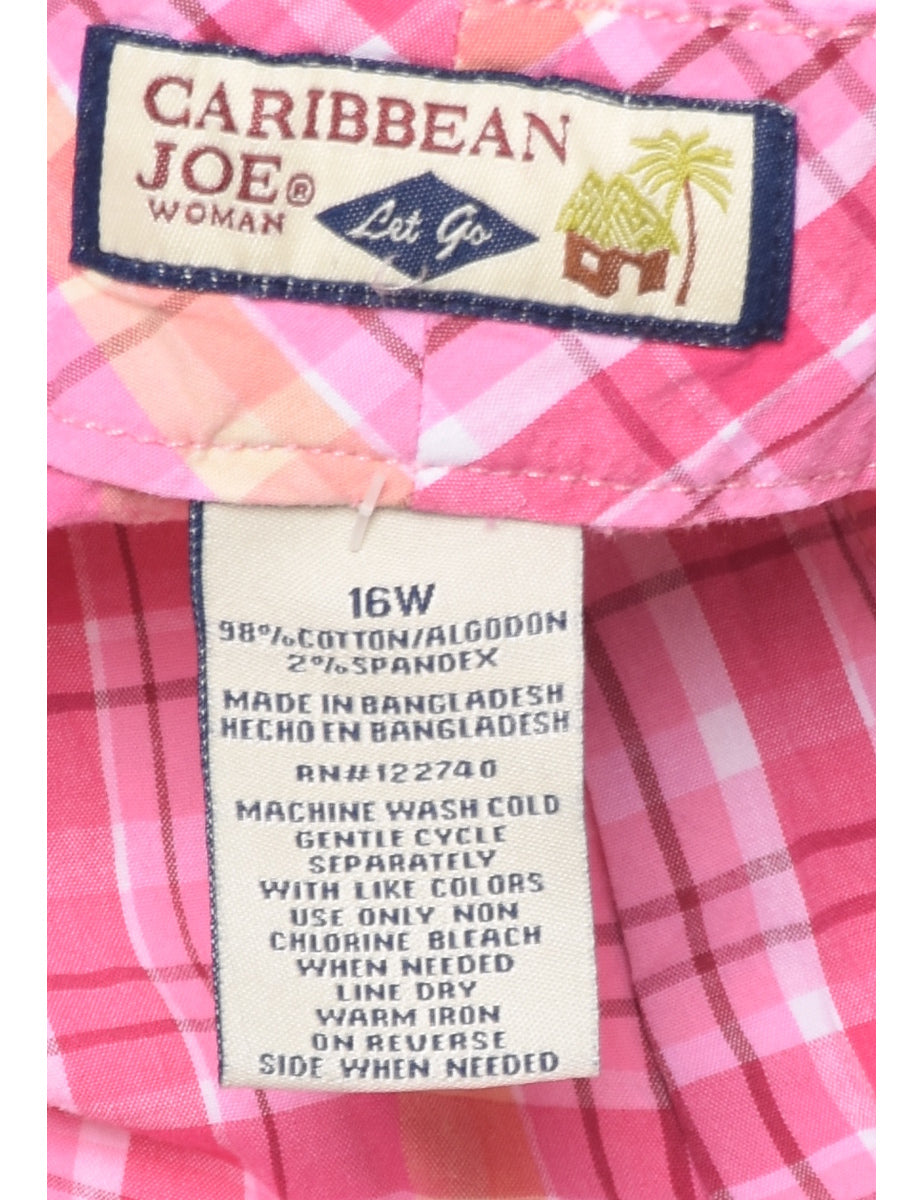 CARIBBEAN
JOE®
WOMAN
Let Go
16W
98%COTTON/ALGODON
2%SPANDEX
MADE IN BANGLADESH
HECHO EN BANGLADESH
RN#122740
MACHINE WASH COLD
GENTLE CYCLE
SEPARATELY
WITH LIKE COLORS
USE ONLY NON
CHLORINE BLEACH
WHEN NEEDED
LINE DRY
WARM IRON
ON REVERSE
SIDE WHEN NEEDED